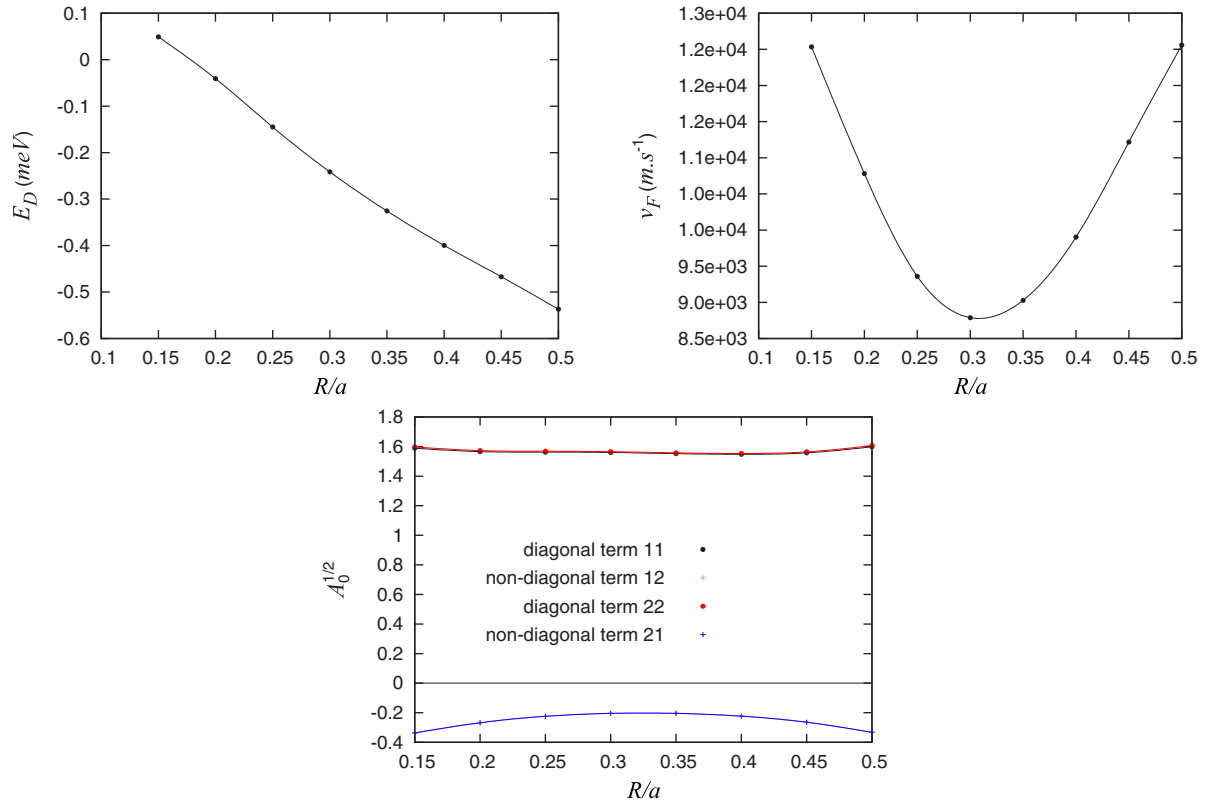 0.1
0
-0.1
-0.2
-0.3
-0.4
-0.5
-0.6
E_D (meV)
0.1 0.15 0.2 0.25 0.3 0.35 0.4 0.45 0.5
R/a
1.3e+04
1.2e+04
1.2e+04
1.2e+04
1.1e+04
1.0e+04
1.0e+04
9.5e+03
9.0e+03
8.5e+03
v_F (m.s^-1)
0.1 0.15 0.2 0.25 0.3 0.35 0.4 0.45 0.5
R/a
1.8
1.6
1.4
1.2
1
0.8
0.6
0.4
0.2
0
-0.2
-0.4
A_0^1/2
diagonal term 11
non-diagonal term 12
diagonal term 22
non-diagonal term 21
0.15 0.2 0.25 0.3 0.35 0.4 0.45 0.5
R/a